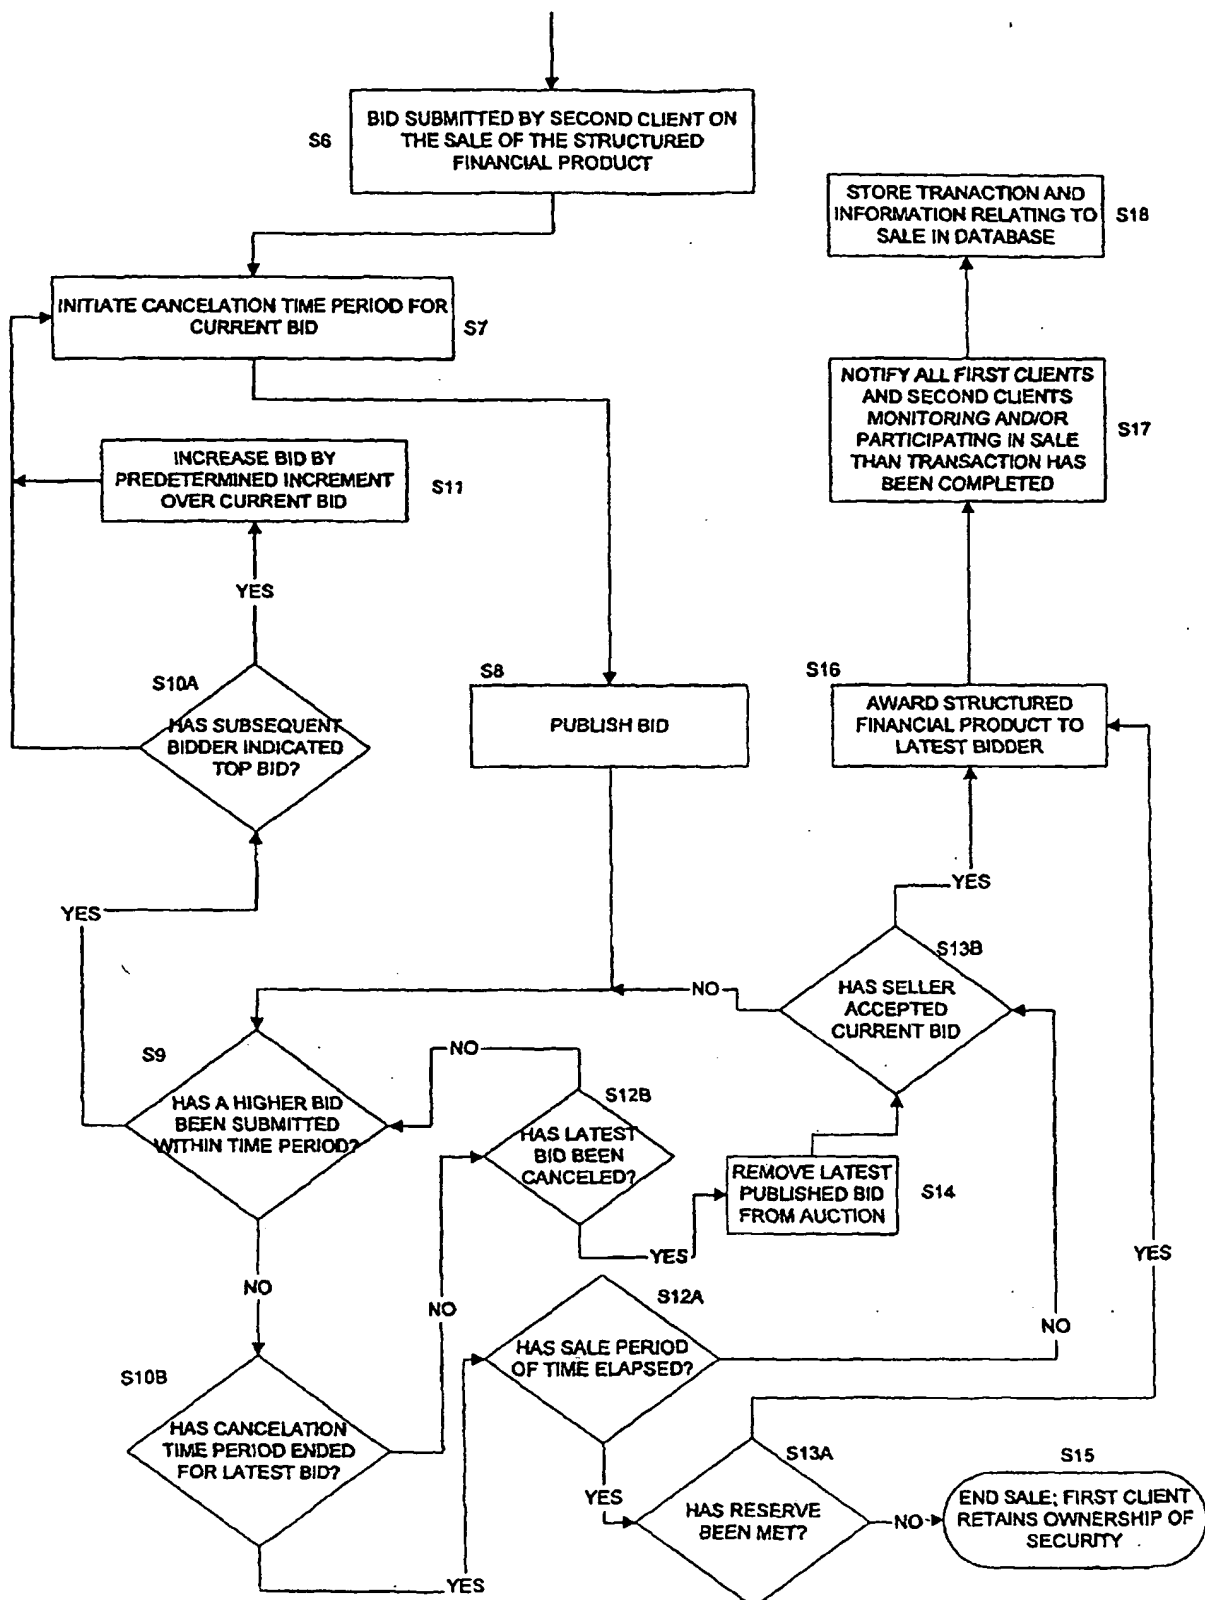 S6
BID SUBMITTED BY SECOND CLIENT ON
THE SALE OF THE STRUCTURED
FINANCIAL PRODUCT
STORE TRANACTION AND
INFORMATION RELATING TO
SALE IN DATABASE
S18
INITIATE CANCELATION TIME PERIOD FOR
CURRENT BID
S7
NOTIFY ALL FIRST CLIENTS
AND SECOND CLIENTS
MONITORING AND/OR
PARTICIPATING IN SALE
THAN TRANSACTION HAS
BEEN COMPLETED
S17
INCREASE BID BY
PREDETERMINED INCREMENT
OVER CURRENT BID
S11
YES
S10A
HAS SUBSEQUENT
BIDDER INDICATED
TOP BID?
S8
PUBLISH BID
S16
AWARD STRUCTURED
FINANCIAL PRODUCT TO
LATEST BIDDER
YES
YES
S13B
HAS SELLER
ACCEPTED
CURRENT BID
NO
S9
HAS A HIGHER BID
BEEN SUBMITTED
WITHIN TIME PERIOD?
NO
S12B
HAS LATEST
BID BEEN
CANCELED?
REMOVE LATEST
PUBLISHED BID
FROM AUCTION
S14
YES
YES
NO
NO
S12A
HAS SALE PERIOD
OF TIME ELAPSED?
NO
S10B
HAS CANCELATION
TIME PERIOD ENDED
FOR LATEST BID?
YES
S13A
HAS RESERVE
BEEN MET?
NO
S15
END SALE; FIRST CLIENT
RETAINS OWNERSHIP OF
SECURITY
YES